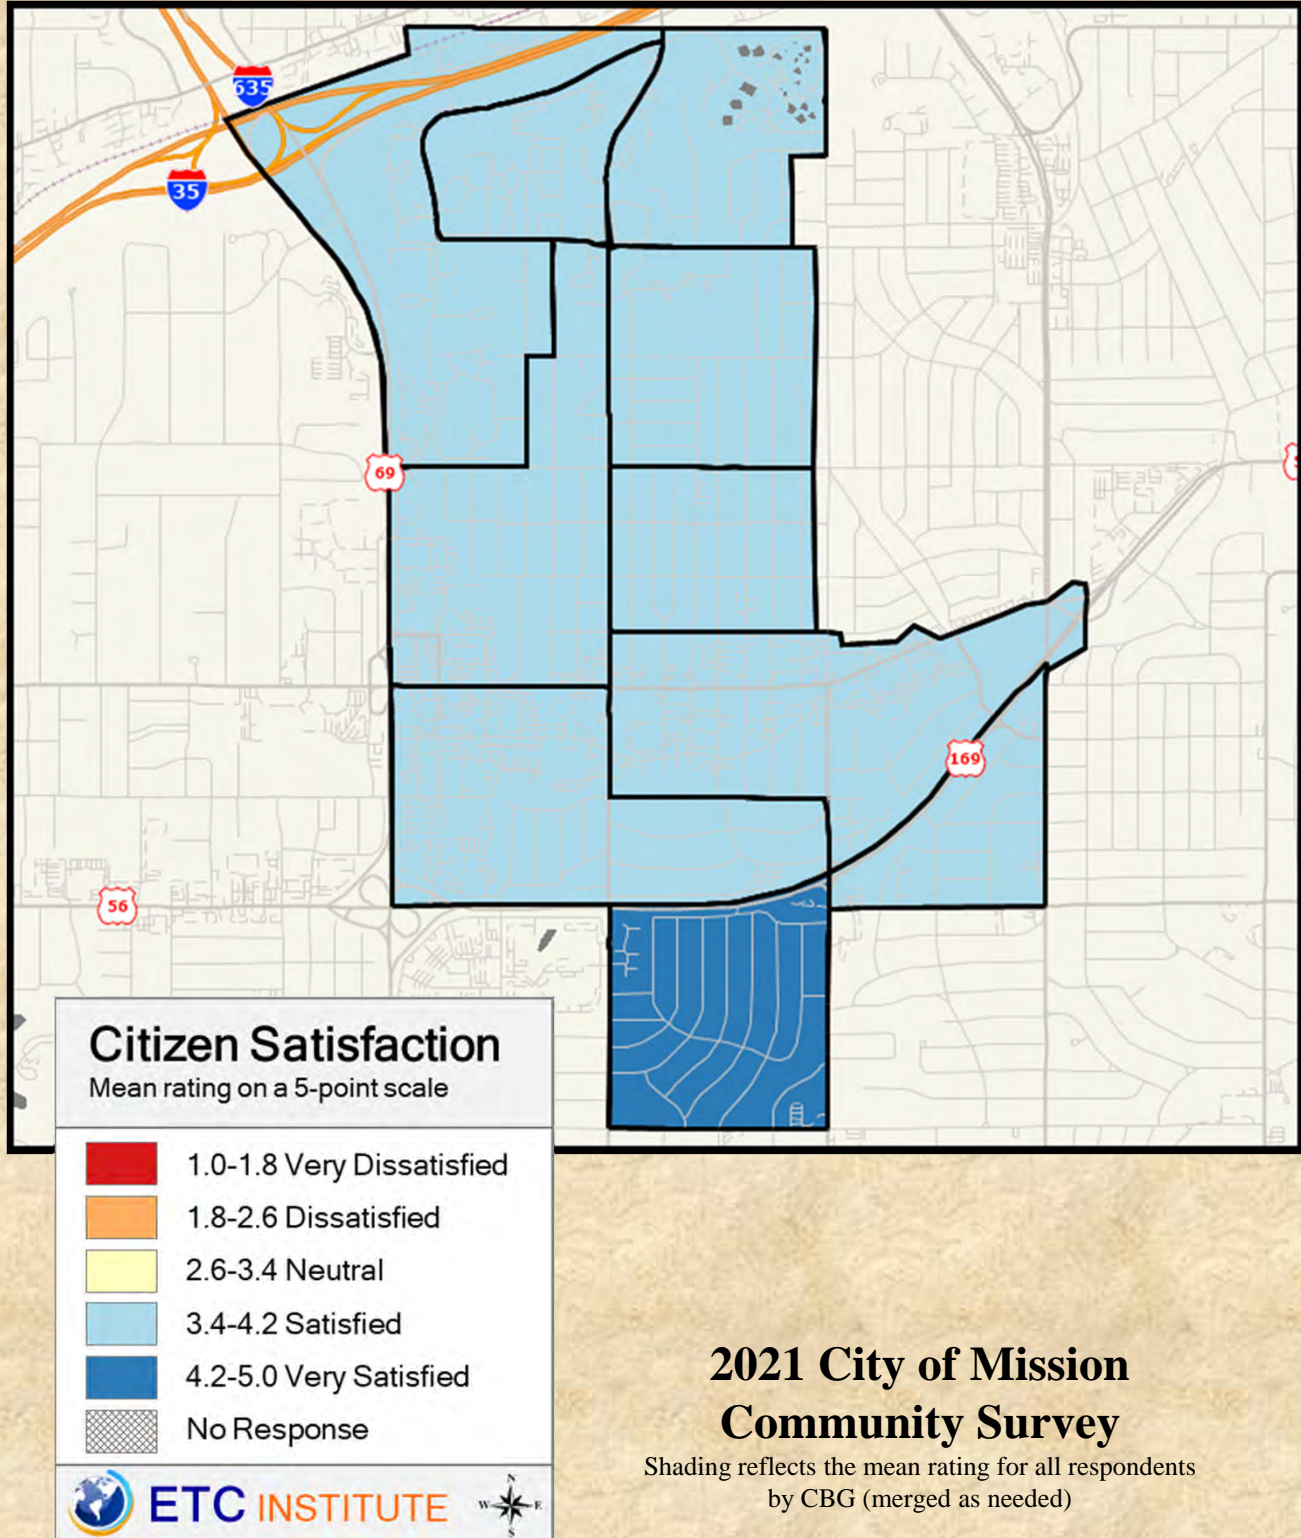 635
35
69
169
56
Citizen Satisfaction
Mean rating on a 5-point scale
1.0-1.8 Very Dissatisfied
1.8-2.6 Dissatisfied
2.6-3.4 Neutral
3.4-4.2 Satisfied
4.2-5.0 Very Satisfied
No Response
ETC INSTITUTE
N
W E
S
2021 City of Mission
Community Survey
Shading reflects the mean rating for all respondents
by CBG (merged as needed)